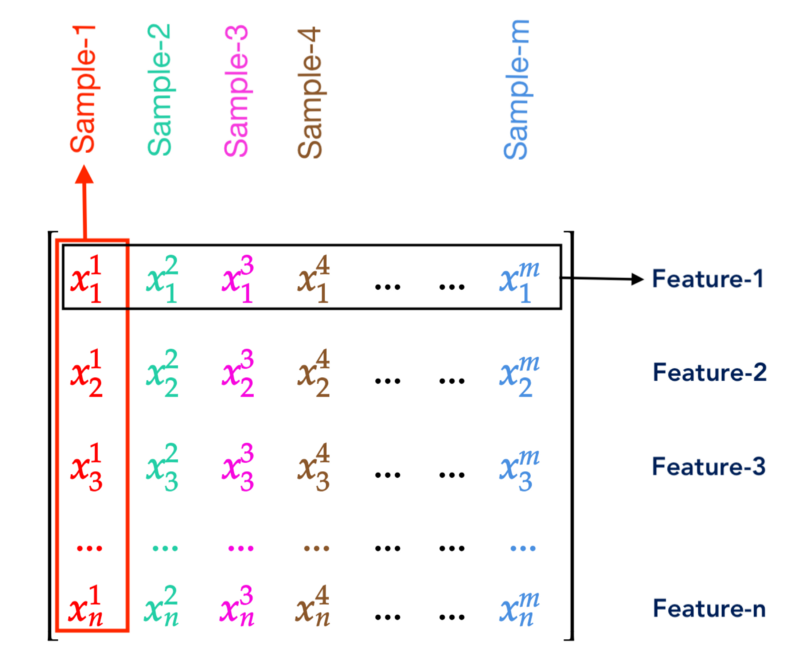 Sample-1 Sample-2 Sample-3 Sample-4 Sample-m
x₁¹ x₁² x₁³ x₁⁴ ... ... x₁ᵐ Feature-1
x₂¹ x₂² x₂³ x₂⁴ ... ... x₂ᵐ Feature-2
x₃¹ x₃² x₃³ x₃⁴ ... ... x₃ᵐ Feature-3
... ... ... ... ... ... ...
xₙ¹ xₙ² xₙ³ xₙ⁴ ... ... xₙᵐ Feature-n